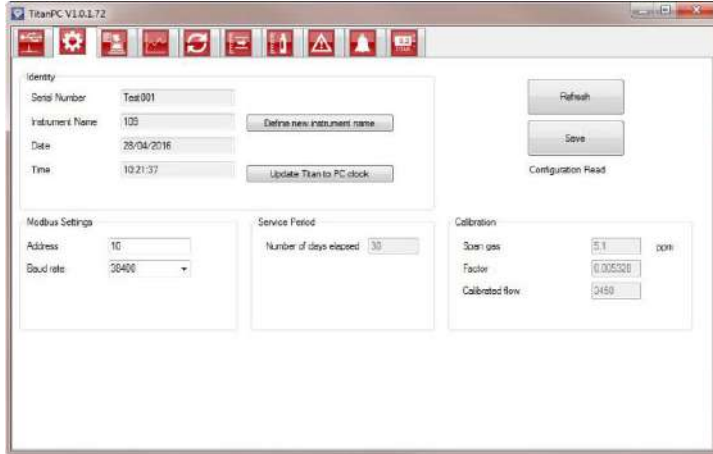 TitanPC V1.0.1.72
Identity
Serial Number Test001
Instrument Name 109 Define new instrument name
Date 28/04/2016
Time 10:21:37 Update Titan to PC clock
Refresh
Save
Configuration Read
Modbus Settings
Address 10
Baud rate 38400
Service Period
Number of days elapsed 30
Calibration
Span gas 5.1 ppm
Factor 0.005328
Calibrated flow 3450